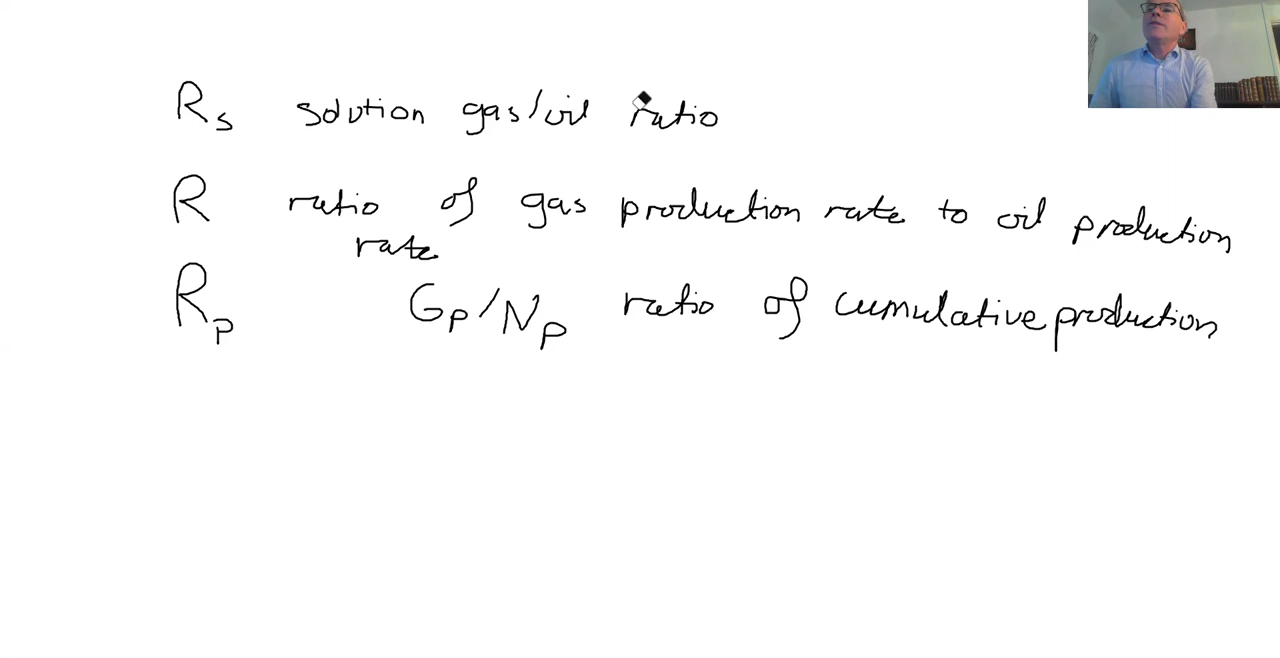 Rs solution gas/oil ratio
R ratio of gas production rate to oil production
rate
Rp Gp/Np ratio of cumulative production